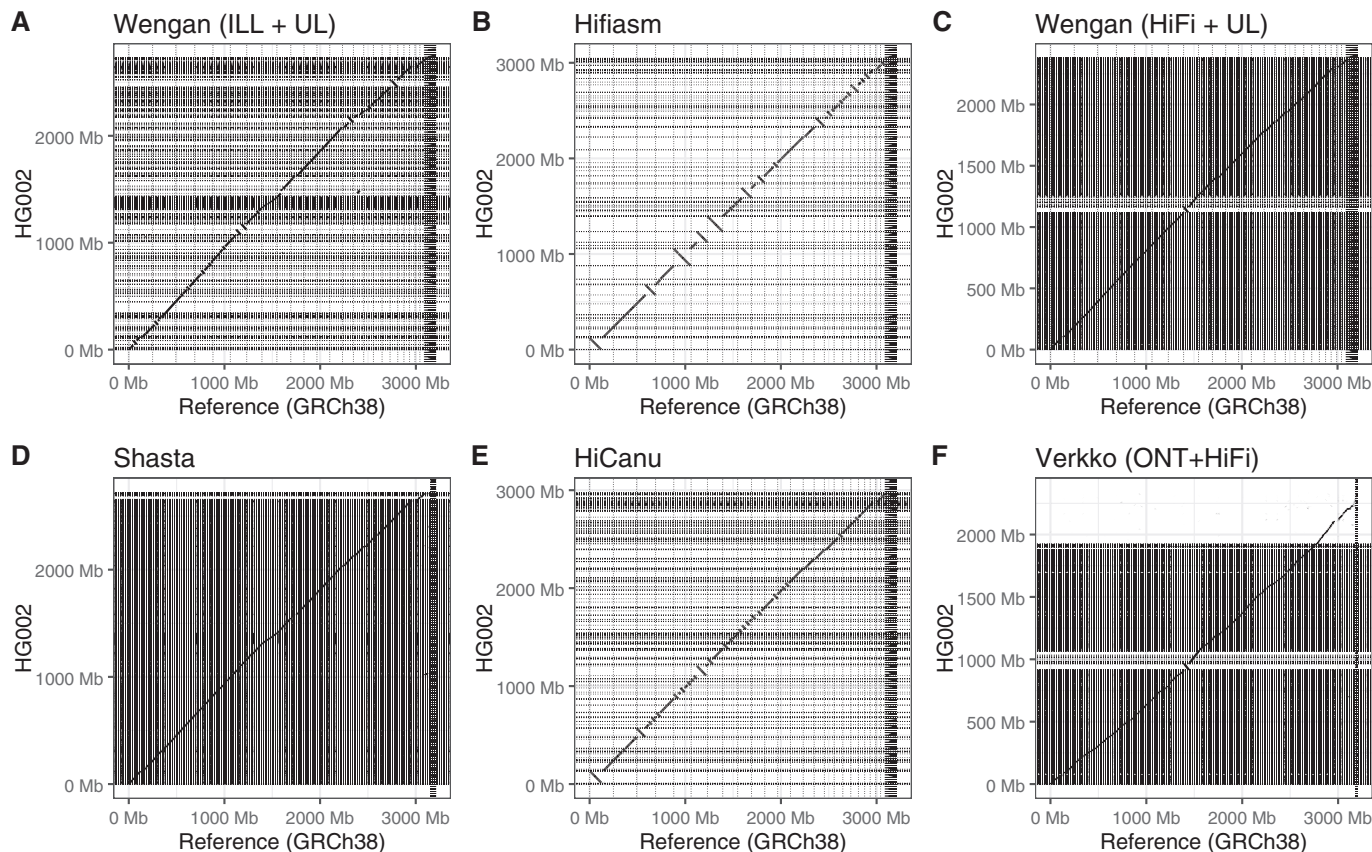 A Wengan (ILL + UL)
HG002
2000 Mb
1000 Mb
0 Mb
0 Mb 1000 Mb 2000 Mb 3000 Mb
Reference (GRCh38)
B Hifiasm
HG002
3000 Mb
2000 Mb
1000 Mb
0 Mb
0 Mb 1000 Mb 2000 Mb 3000 Mb
Reference (GRCh38)
C Wengan (HiFi + UL)
HG002
2000 Mb
1500 Mb
1000 Mb
500 Mb
0 Mb
0 Mb 1000 Mb 2000 Mb 3000 Mb
Reference (GRCh38)
D Shasta
HG002
2000 Mb
1000 Mb
0 Mb
0 Mb 1000 Mb 2000 Mb 3000 Mb
Reference (GRCh38)
E HiCanu
HG002
3000 Mb
2000 Mb
1000 Mb
0 Mb
0 Mb 1000 Mb 2000 Mb 3000 Mb
Reference (GRCh38)
F Verkko (ONT+HiFi)
HG002
2000 Mb
1500 Mb
1000 Mb
500 Mb
0 Mb
0 Mb 1000 Mb 2000 Mb 3000 Mb
Reference (GRCh38)